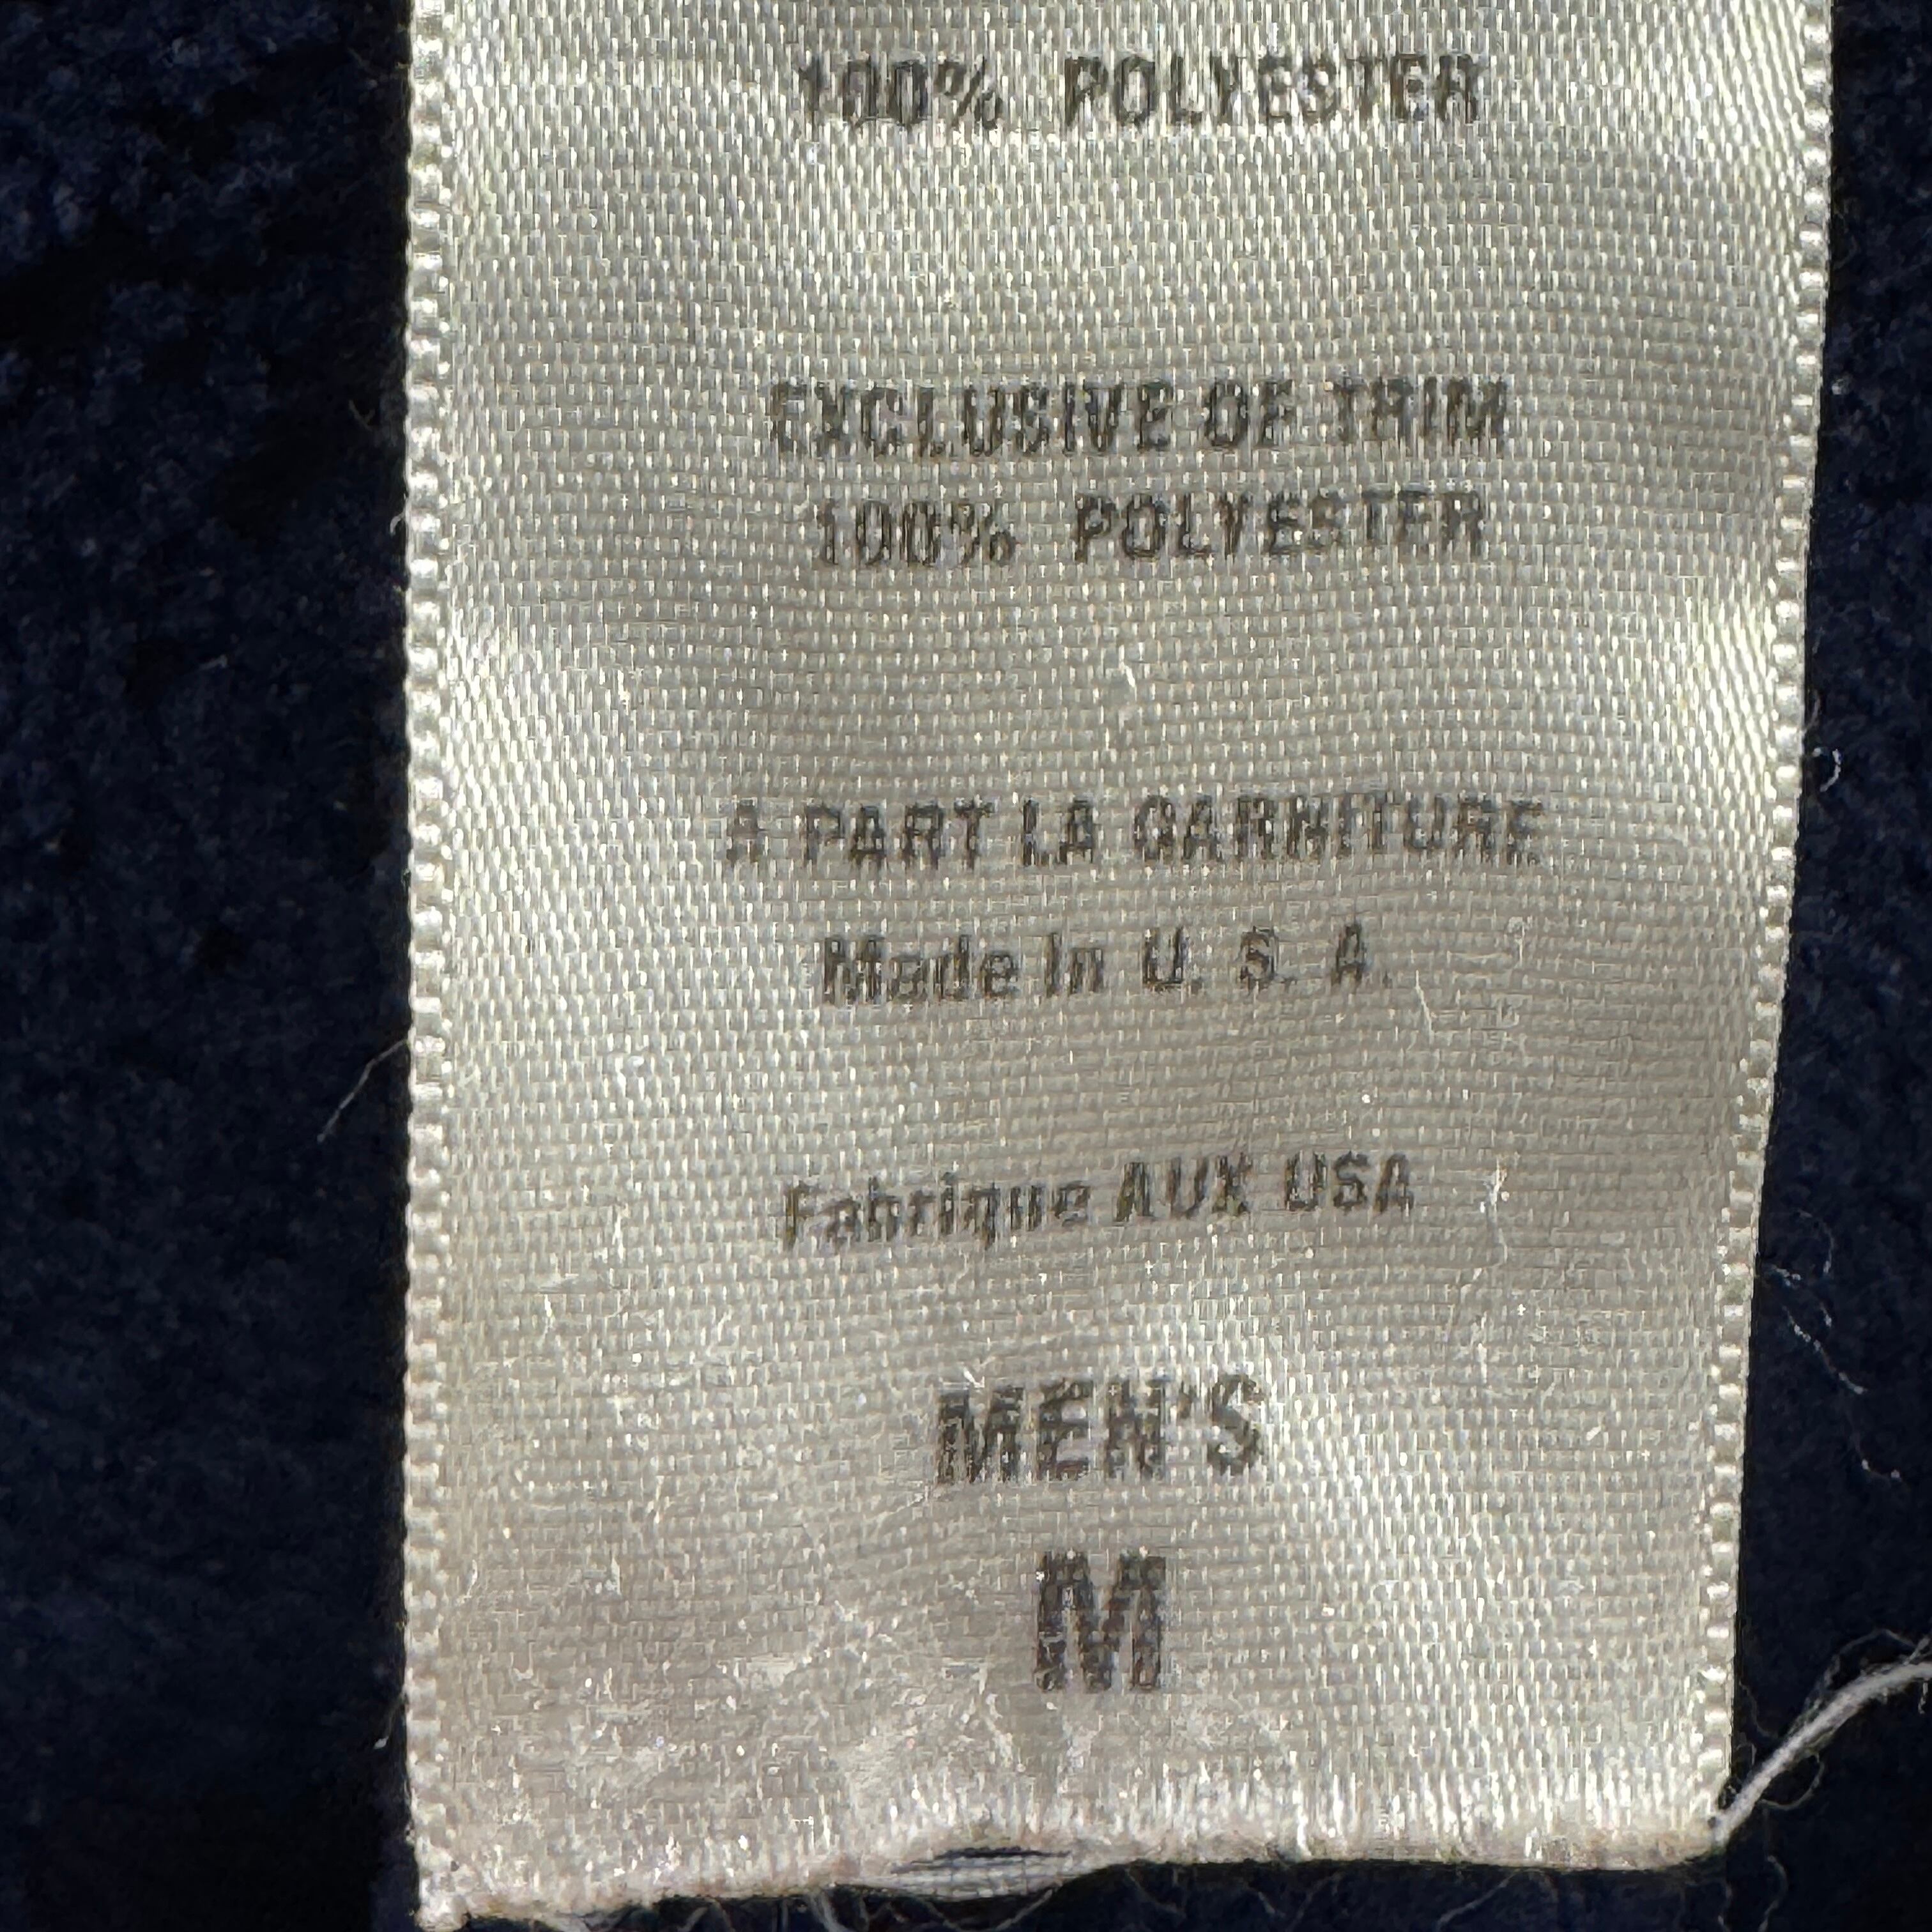 100% POLYESTER
EXCLUSIVE OF TRIM
100% POLYESTER
A PART LA GARNITURE
Made In U. S. A.
Fabrique AUX USA
MEN'S
M